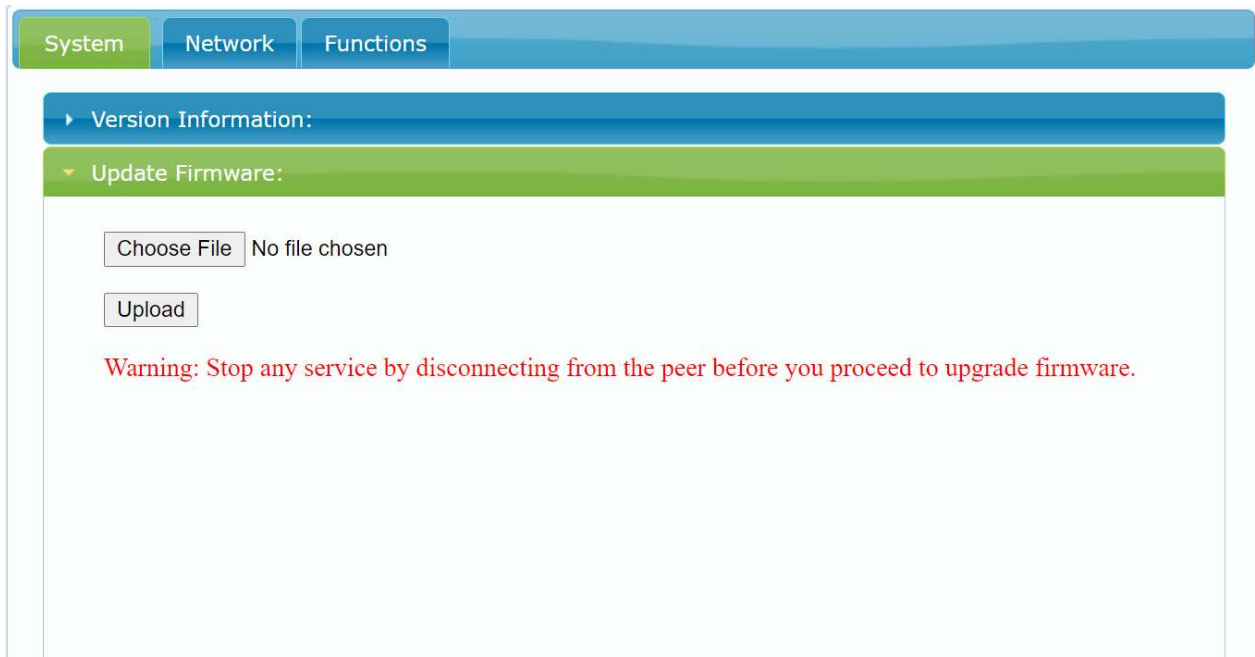 System Network Functions
Version Information:
Update Firmware:
Choose File No file chosen
Upload
Warning: Stop any service by disconnecting from the peer before you proceed to upgrade firmware.